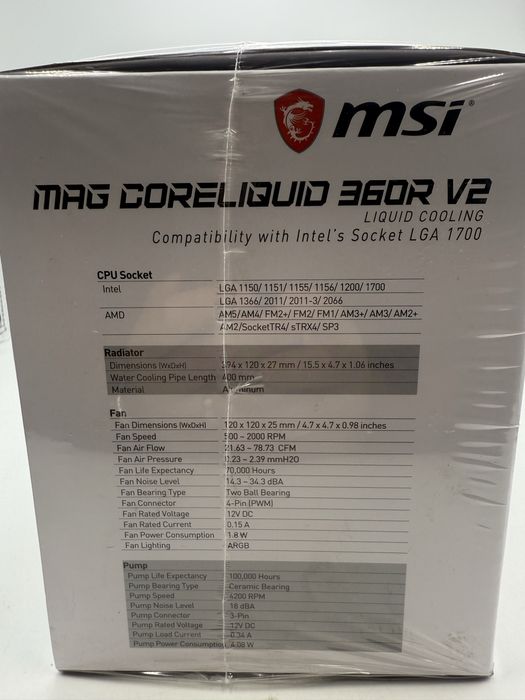 msi®
MAG CORELIQUID 360R V2
LIQUID COOLING
Compatibility with Intel's Socket LGA 1700
CPU Socket
Intel LGA 1150/ 1151/ 1155/ 1156/ 1200/ 1700
LGA 1366/ 2011/ 2011-3/ 2066
AMD AM5/AM4/ FM2+/ FM2/ FM1/ AM3+/ AM3/ AM2+
AM2/SocketTR4/ sTRX4/ SP3
Radiator
Dimensions (WxDxH) 394 x 120 x 27 mm / 15.5 x 4.7 x 1.06 inches
Water Cooling Pipe Length 400 mm
Material Aluminum
Fan
Fan Dimensions (WxDxH) 120 x 120 x 25 mm / 4.7 x 4.7 x 0.98 inches
Fan Speed 500 ~ 2000 RPM
Fan Air Flow 21.63 ~ 78.73 CFM
Fan Air Pressure 0.23 ~ 2.39 mmH2O
Fan Life Expectancy 70,000 Hours
Fan Noise Level 14.3 ~ 34.3 dBA
Fan Bearing Type Two Ball Bearing
Fan Connector 4-Pin (PWM)
Fan Rated Voltage 12V DC
Fan Rated Current 0.15 A
Fan Power Consumption 1.8 W
Fan Lighting ARGB
Pump
Pump Life Expectancy 100,000 Hours
Pump Bearing Type Ceramic Bearing
Pump Speed 4200 RPM
Pump Noise Level 18 dBA
Pump Connector 3-Pin
Pump Rated Voltage 12V DC
Pump Load Current 0.34 A
Pump Power Consumption 4.08 W